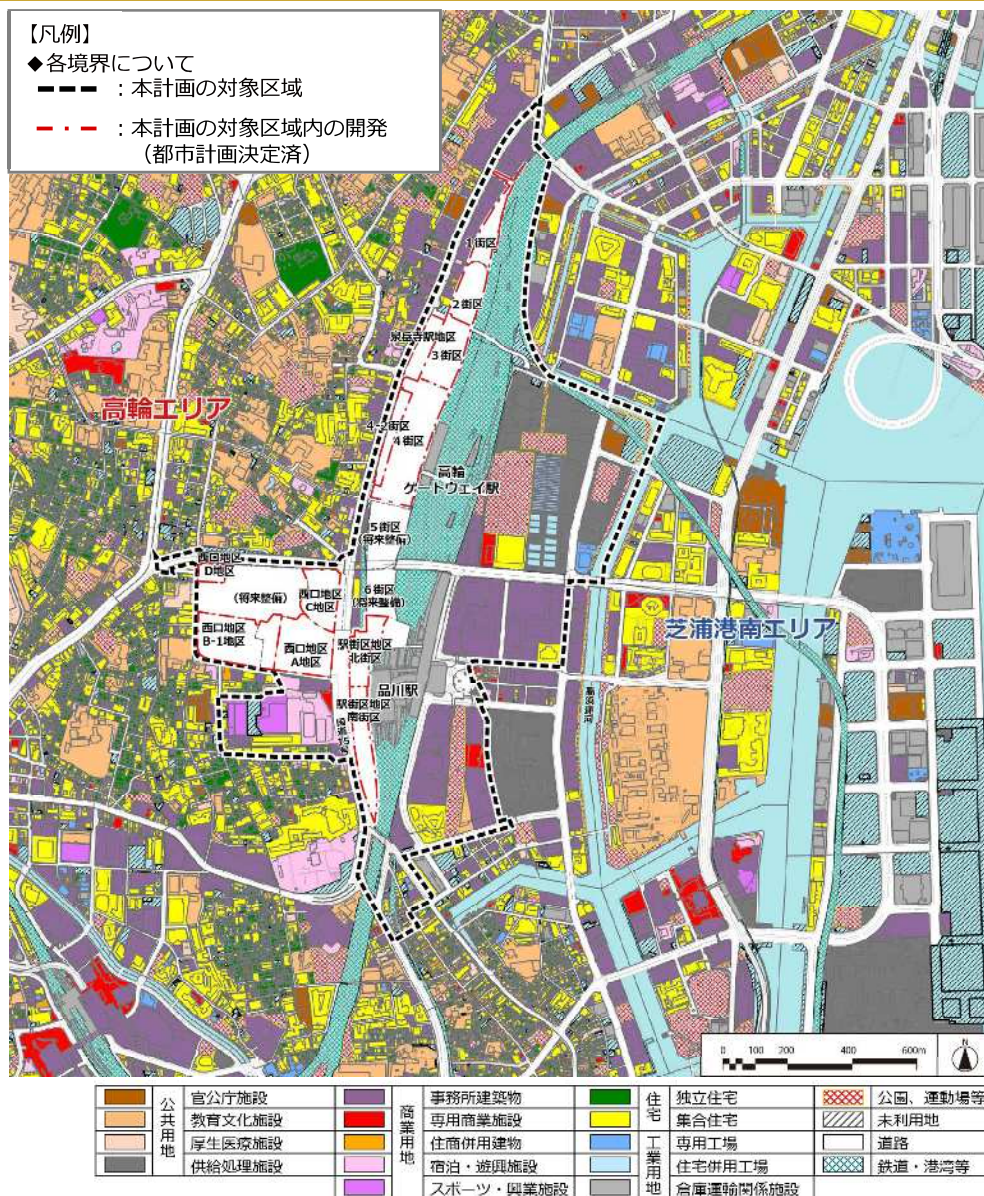 【凡例】
◆各境界について
：本計画の対象区域
：本計画の対象区域内の開発
（都市計画決定済）
1街区
2街区
泉岳寺駅地区
3街区
高輪エリア
4-2街区
4街区
高輪
ゲートウェイ駅
5街区
（将来整備）
西口地区
D地区
（将来整備）
西口地区
C地区
6街区
（将来整備）
西口地区
B-1地区
西口地区
A地区
駅街区地区
北街区
芝浦港南エリア
品川駅
駅街区地区
南街区
高浜運河
0 100 200 400 600m
N
公共用地
官公庁施設
教育文化施設
厚生医療施設
供給処理施設
商業用地
事務所建築物
専用商業施設
住商併用建物
宿泊・遊興施設
スポーツ・興業施設
住宅
独立住宅
集合住宅
工業用地
専用工場
住宅併用工場
倉庫運輸関係施設
公園、運動場等
未利用地
道路
鉄道・港湾等